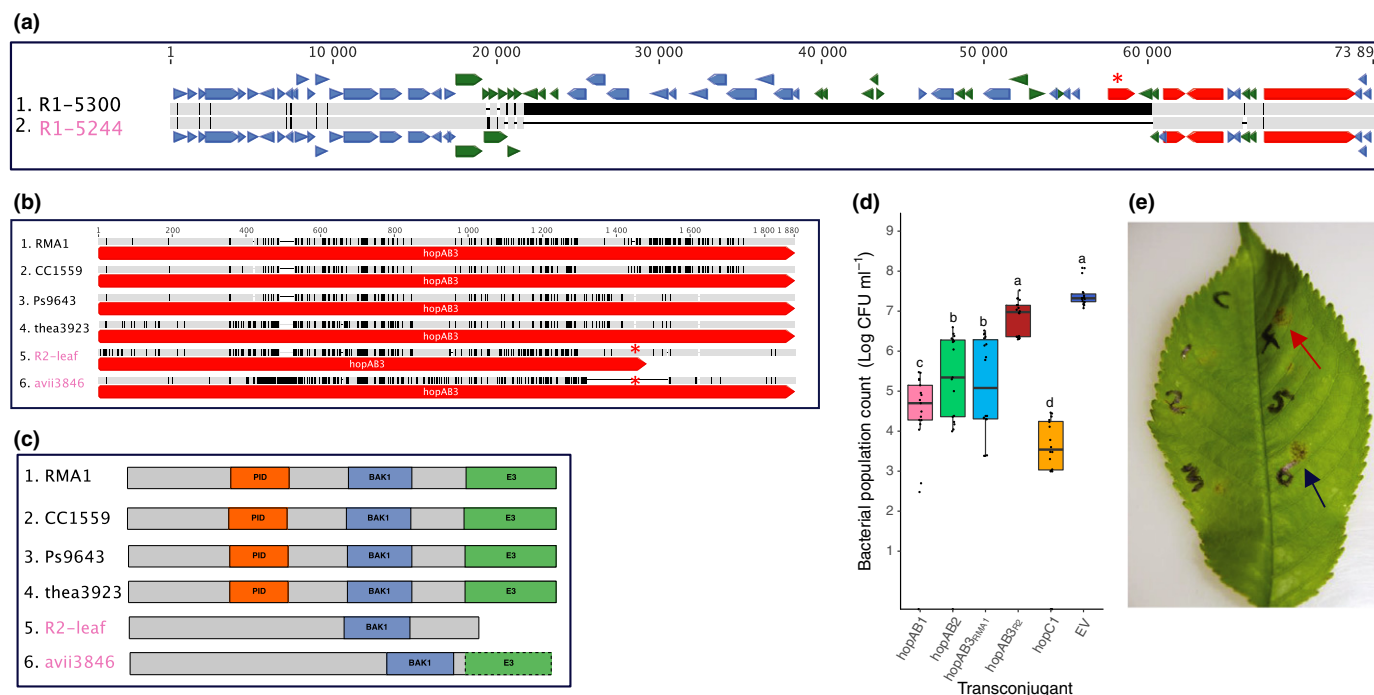 (a)
1 10 000 20 000 30 000 40 000 50 000 60 000 73 89
*
1. R1-5300
2. R1-5244
(b)
1 200 400 600 800 1 000 1 200 1 400 1 600 1 800 1 880
1. RMA1
hopAB3
2. CC1559
hopAB3
3. Ps9643
hopAB3
4. thea3923
hopAB3
5. R2-leaf *
hopAB3
6. avii3846 *
hopAB3
(c)
1. RMA1 PID BAK1 E3
2. CC1559 PID BAK1 E3
3. Ps9643 PID BAK1 E3
4. thea3923 PID BAK1 E3
5. R2-leaf BAK1
6. avii3846 BAK1 E3
(d)
Bacterial population count (Log CFU ml−1)
9
8
7
6
5
4
3
2
1
c b b a d a
hopAB1 hopAB2 hopAB3RMA1 hopAB3R2 hopC1 EV
Transconjugant
(e)